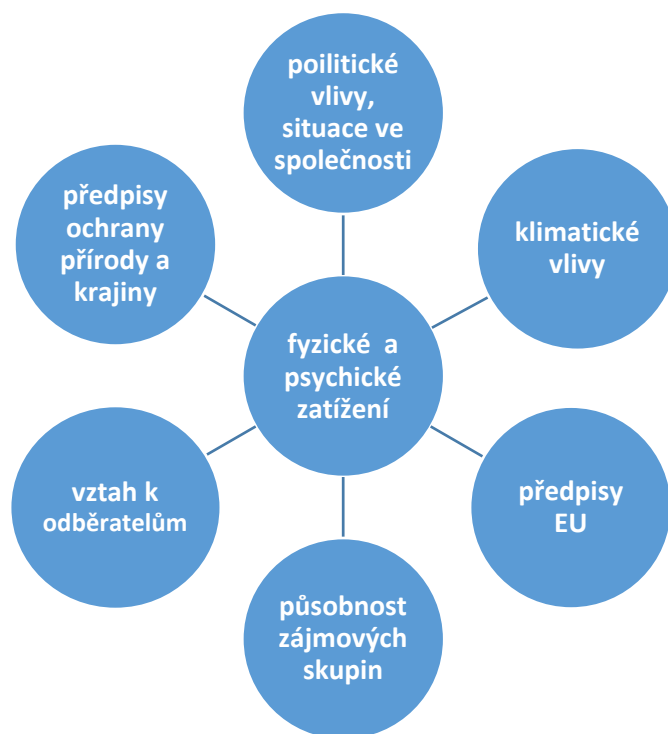 poilitické
vlivy,
situace ve
společnosti
předpisy
ochrany
přírody a
krajiny
klimatické
vlivy
fyzické a
psychické
zatížení
vztah k
odběratelům
předpisy
EU
působnost
zájmových
skupin